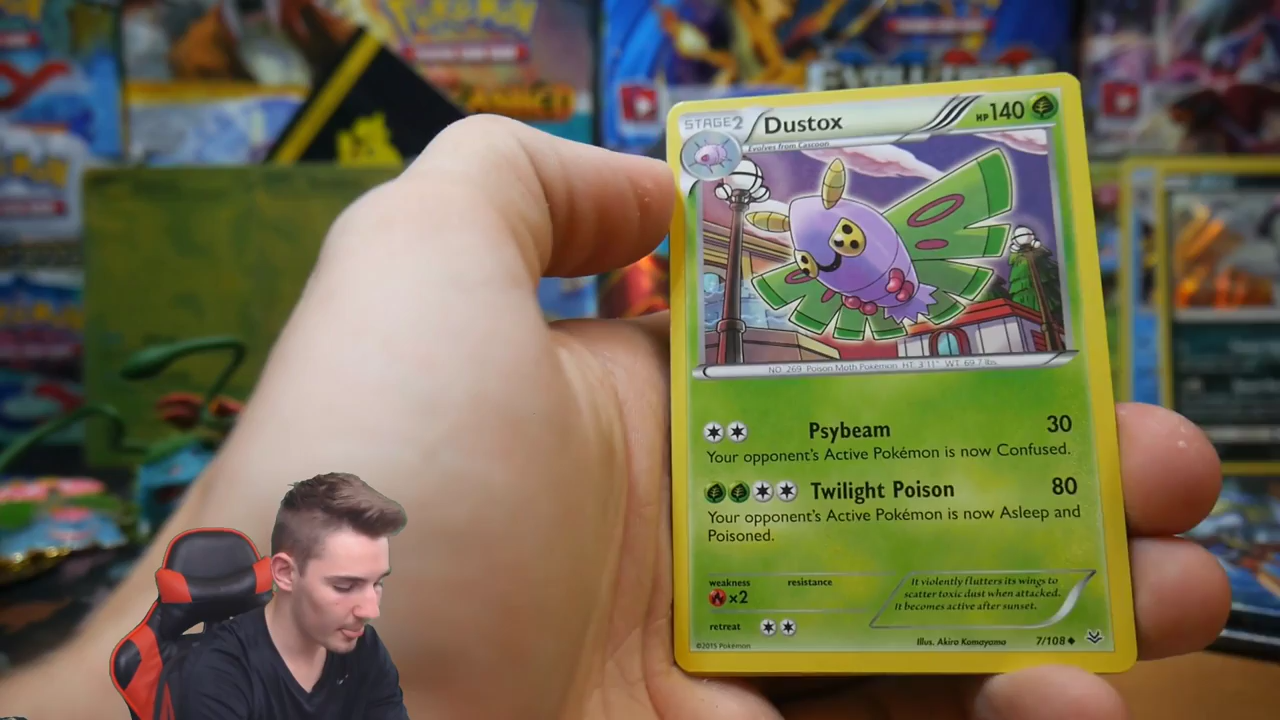 STAGE2
Dustox
HP140
Evolves from Cascoon
NO. 269 Poison Moth Pokémon HT: 3'11" WT: 69.7 lbs.
Psybeam 30
Your opponent's Active Pokémon is now Confused.
Twilight Poison 80
Your opponent's Active Pokémon is now Asleep and
Poisoned.
weakness resistance
×2
retreat
It violently flutters its wings to
scatter toxic dust when attacked.
It becomes active after sunset.
©2015 Pokémon
Illus. Akira Komayama
7/108